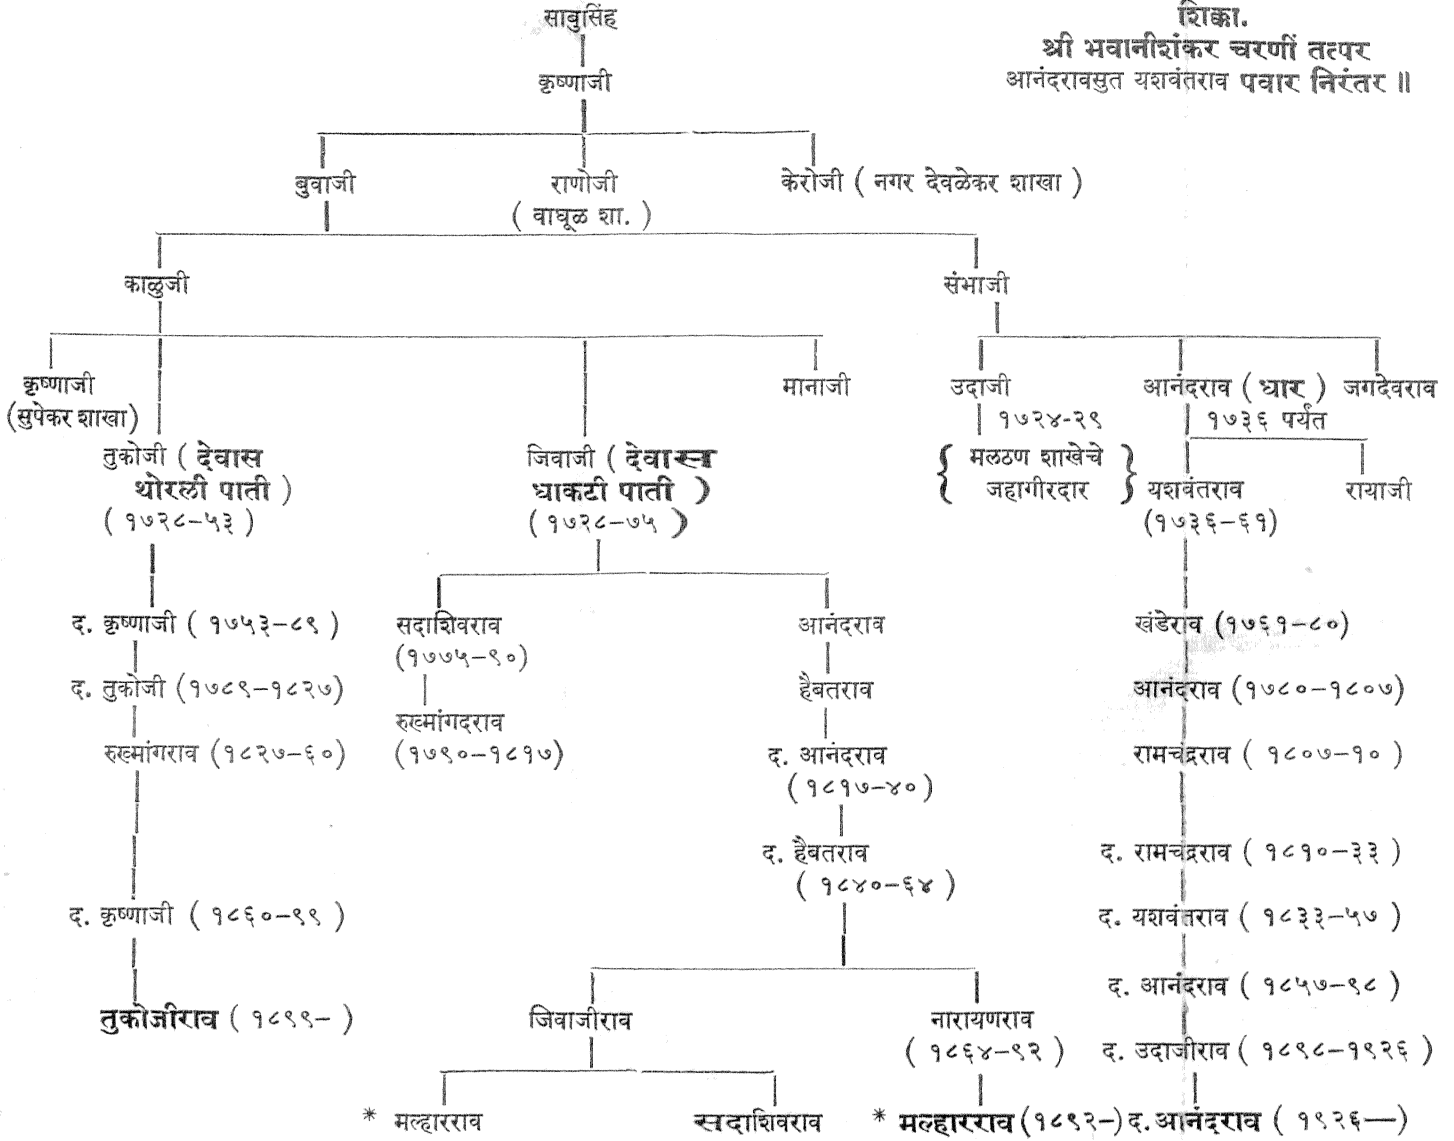 साबुसिंह
शिक्का.
श्री भवानीशंकर चरणीं तत्पर
आनंदरावसुत यशवंतराव पवार निरंतर ॥
कृष्णाजी
बुवाजी राणोजी केरोजी ( नगर देवळेकर शाखा )
( वाघूळ शा. )
काळुजी संभाजी
कृष्णाजी मानाजी उदाजी आनंदराव ( धार ) जगदेवराव
(सुपेकर शाखा) १७२४-२९ १७३६ पर्यंत
तुकोजी ( देवास जिवाजी ( देवास { मलठण शाखेचे }
थोरली पाती ) धाकटी पाती ) जहागीरदार यशवंतराव रायाजी
( १७२८-५३ ) ( १७२८-७५ ) (१७३६-६१)
द. कृष्णाजी ( १७५३-८९ ) सदाशिवराव आनंदराव खंडेराव (१७६१-८०)
(१७७५-९०)
द. तुकोजी (१७८९-१८२७) हैबतराव आनंदराव (१७८०-१८०७)
रुख्मांगदराव
रुख्मांगराव (१८२७-६०) (१७९०-१८१७) द. आनंदराव रामचंद्रराव ( १८०७-१० )
( १८१७-४० )
द. हैबतराव द. रामचंद्रराव ( १८१०-३३ )
( १८४०-६४ )
द. कृष्णाजी ( १८६०-९९ ) द. यशवंतराव ( १८३३-५७ )
द. आनंदराव ( १८५७-९८ )
तुकोजीराव ( १८९९- ) जिवाजीराव नारायणराव
( १८६४-९२ ) द. उदाजीराव ( १८९८-१९२६ )
* मल्हारराव सदाशिवराव * मल्हारराव (१८९२-) द. आनंदराव ( १९२६— )